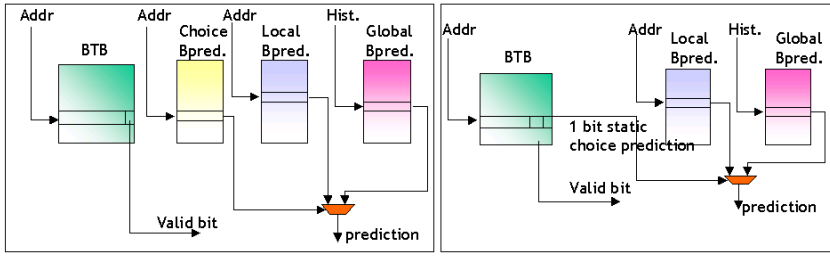 Addr
Addr
Addr
Hist.
BTB
Choice
Bpred.
Local
Bpred.
Global
Bpred.
Valid bit
prediction
Addr
Addr
Hist.
BTB
Local
Bpred.
Global
Bpred.
1 bit static
choice prediction
Valid bit
prediction